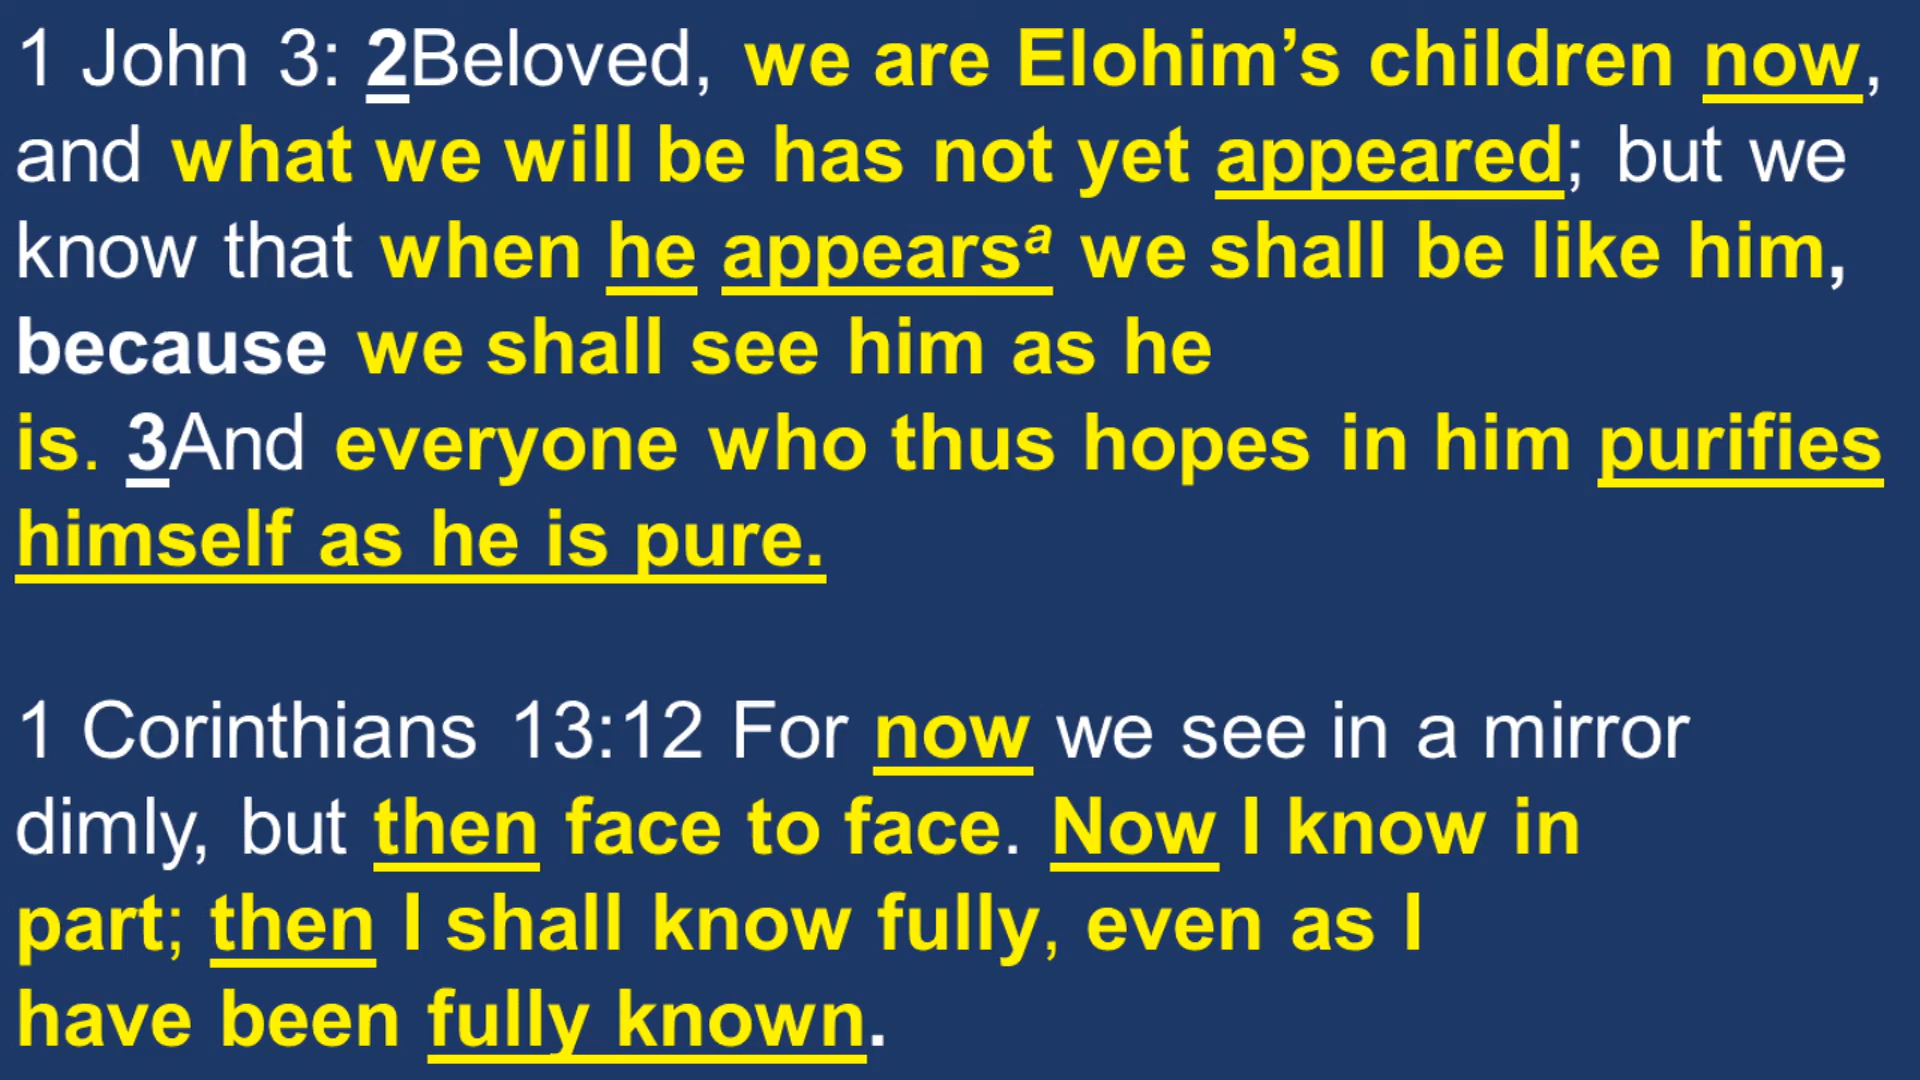 1 John 3: 2Beloved, we are Elohim’s children now,
and what we will be has not yet appeared; but we
know that when he appearsa we shall be like him,
because we shall see him as he
is. 3And everyone who thus hopes in him purifies
himself as he is pure.
1 Corinthians 13:12 For now we see in a mirror
dimly, but then face to face. Now I know in
part; then I shall know fully, even as I
have been fully known.